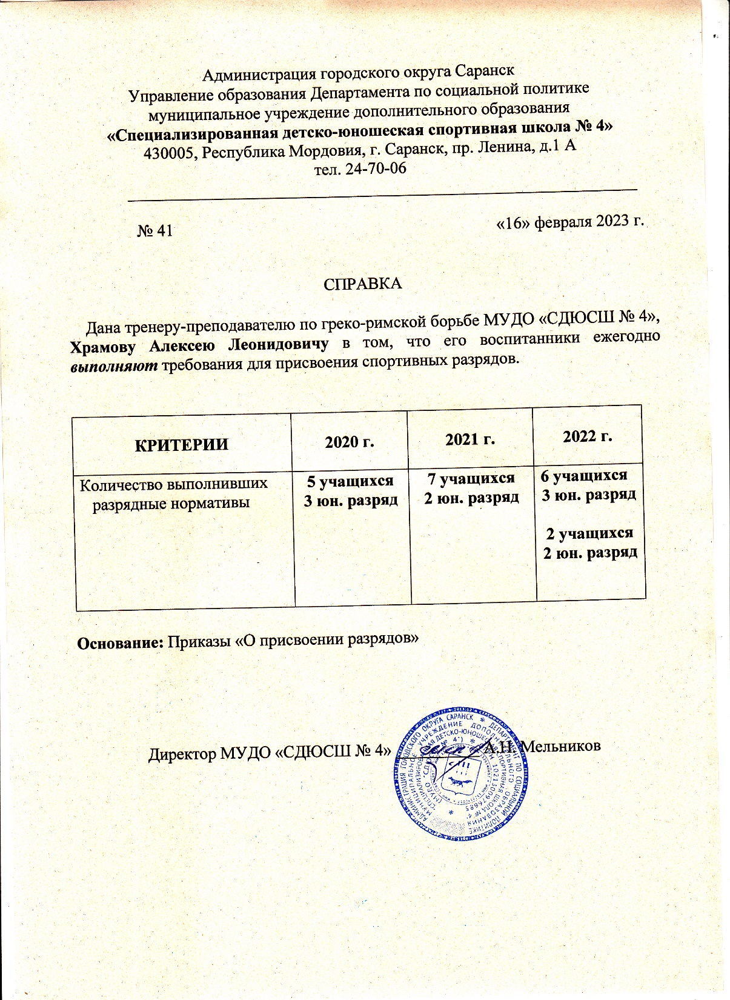 Администрация городского округа Саранск
Управление образования Департамента по социальной политике
муниципальное учреждение дополнительного образования
«Специализированная детско-юношеская спортивная школа № 4»
430005, Республика Мордовия, г. Саранск, пр. Ленина, д.1 А
тел. 24-70-06
№ 41 «16» февраля 2023 г.
СПРАВКА
Дана тренеру-преподавателю по греко-римской борьбе МУДО «СДЮСШ № 4»,
Храмову Алексею Леонидовичу в том, что его воспитанники ежегодно
выполняют требования для присвоения спортивных разрядов.
КРИТЕРИИ 2020 г. 2021 г. 2022 г.
Количество выполнивших 5 учащихся 7 учащихся 6 учащихся
разрядные нормативы 3 юн. разряд 2 юн. разряд 3 юн. разряд
2 учащихся
2 юн. разряд
Основание: Приказы «О присвоении разрядов»
Директор МУДО «СДЮСШ № 4» А.Н. Мельников
АДМИНИСТРАЦИЯ ГОРОДСКОГО ОКРУГА САРАНСК * ДЕПАРТАМЕНТ ПО СОЦИАЛЬНОЙ ПОЛИТИКЕ
МУНИЦИПАЛЬНОЕ УЧРЕЖДЕНИЕ ДОПОЛНИТЕЛЬНОГО ОБРАЗОВАНИЯ
"СПЕЦИАЛИЗИРОВАННАЯ ДЕТСКО-ЮНОШЕСКАЯ СПОРТИВНАЯ ШКОЛА № 4"
(МУДО "СДЮСШ № 4") * ОГРН 1021300976685